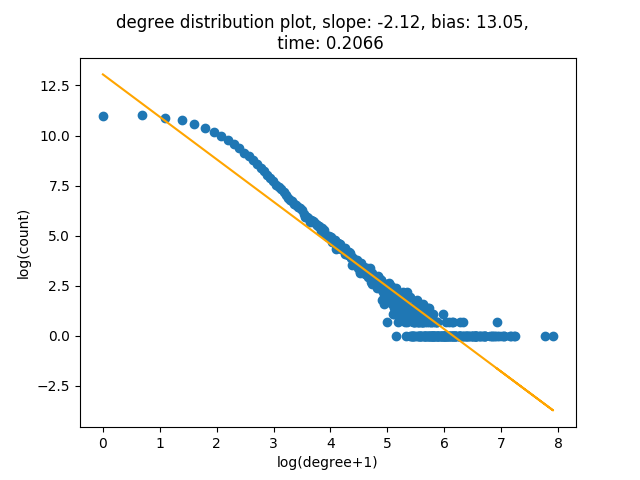 degree distribution plot, slope: -2.12, bias: 13.05,
time: 0.2066
12.5
10.0
7.5
5.0
2.5
0.0
−2.5
log(count)
0 1 2 3 4 5 6 7 8
log(degree+1)